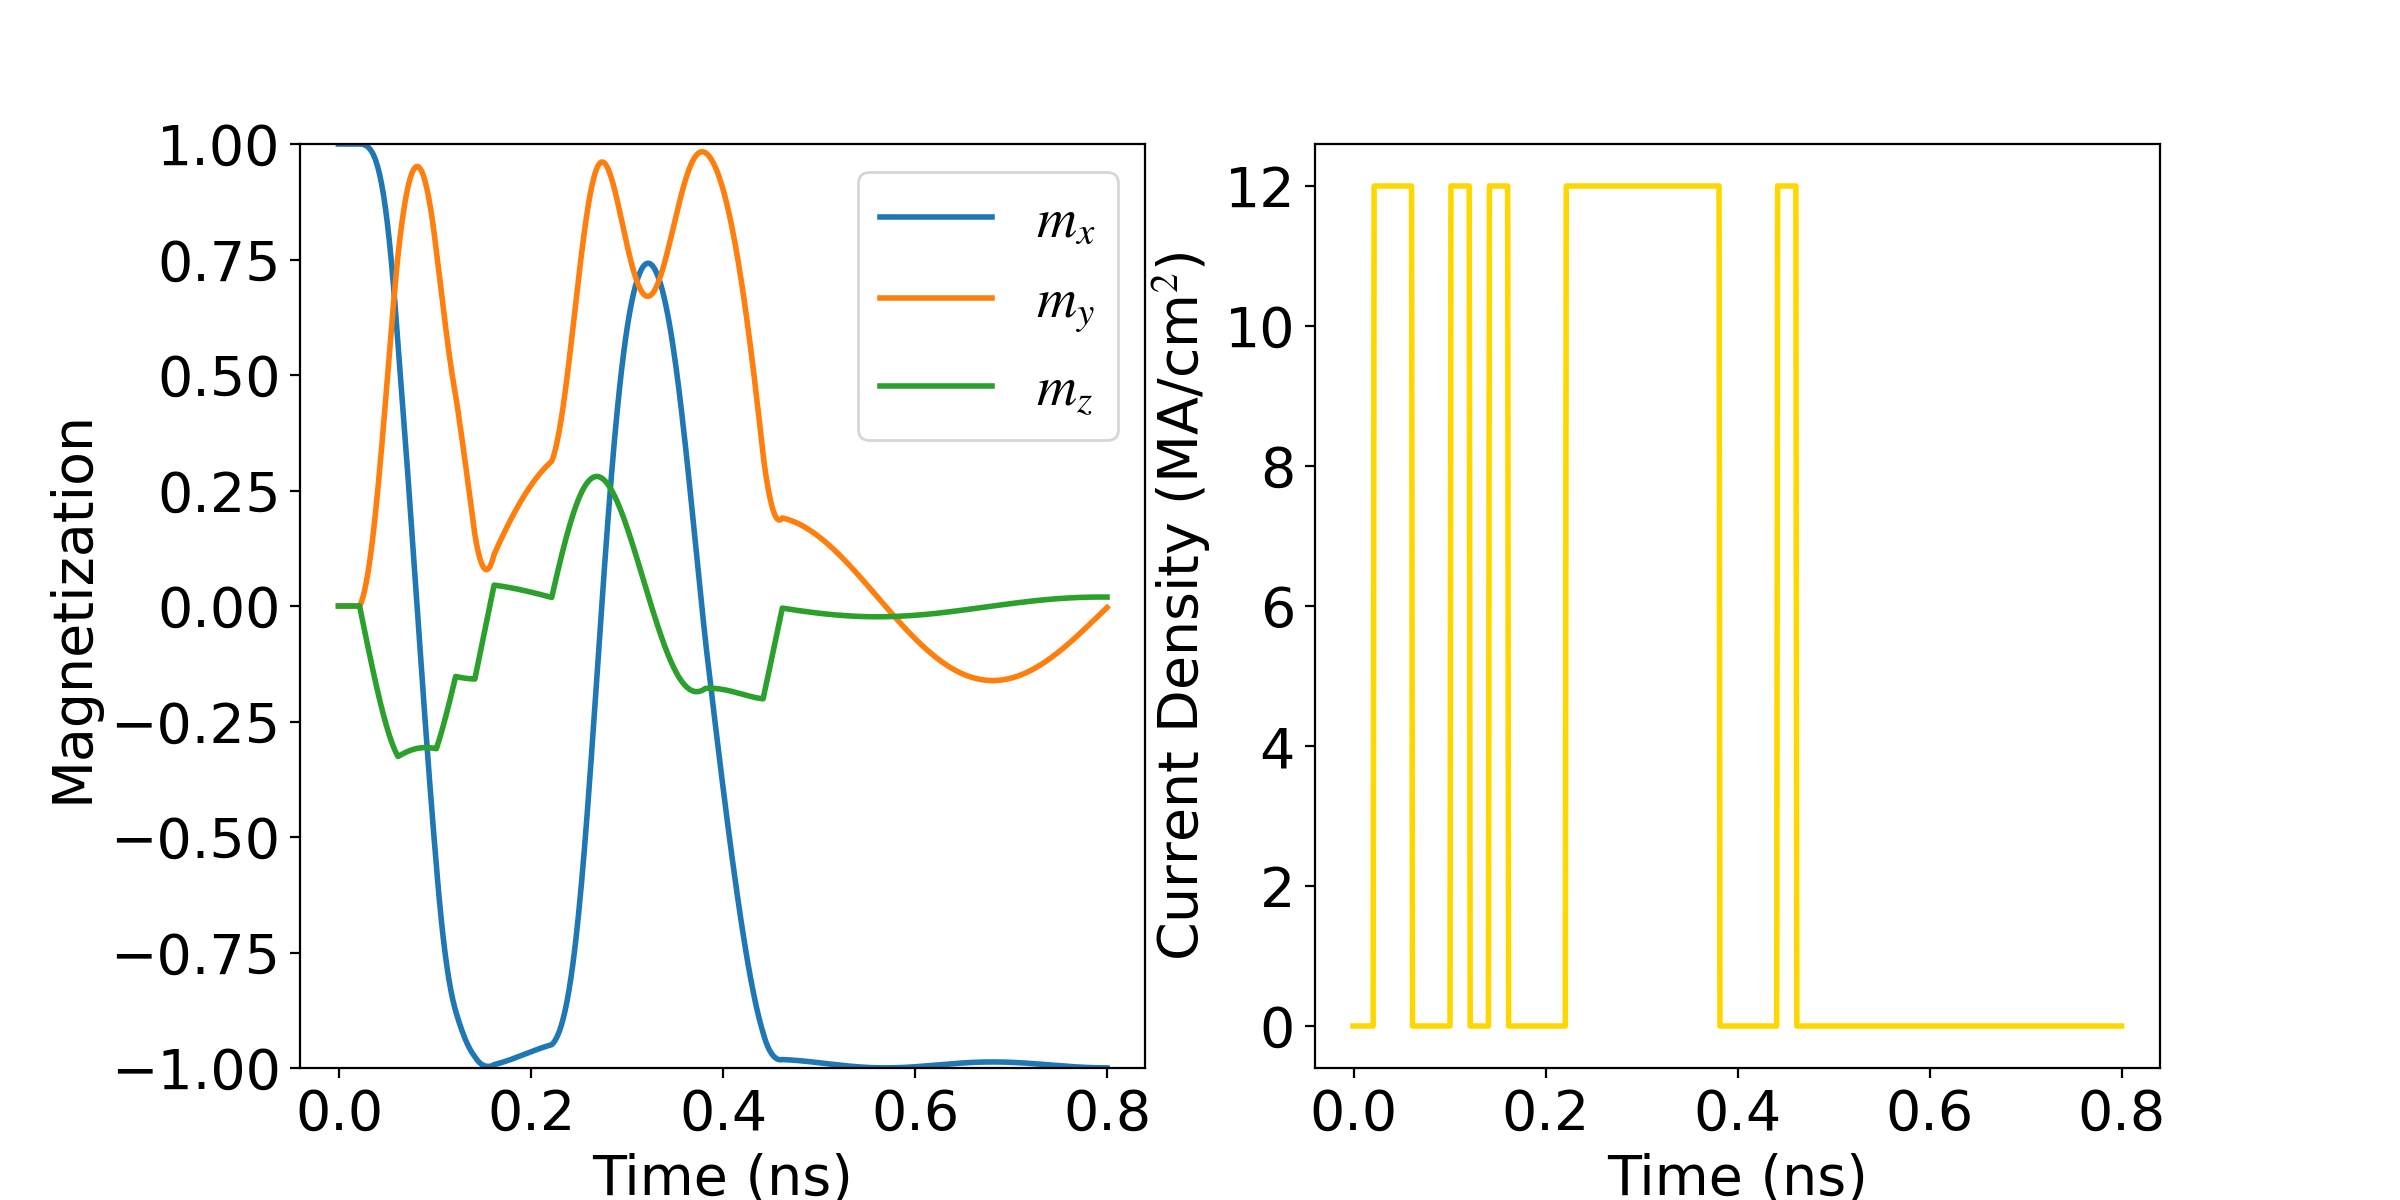 Magnetization
1.00
0.75
0.50
0.25
0.00
−0.25
−0.50
−0.75
−1.00
0.0 0.2 0.4 0.6 0.8
Time (ns)
m_x
m_y
m_z
Current Density (MA/cm²)
12
10
8
6
4
2
0
0.0 0.2 0.4 0.6 0.8
Time (ns)